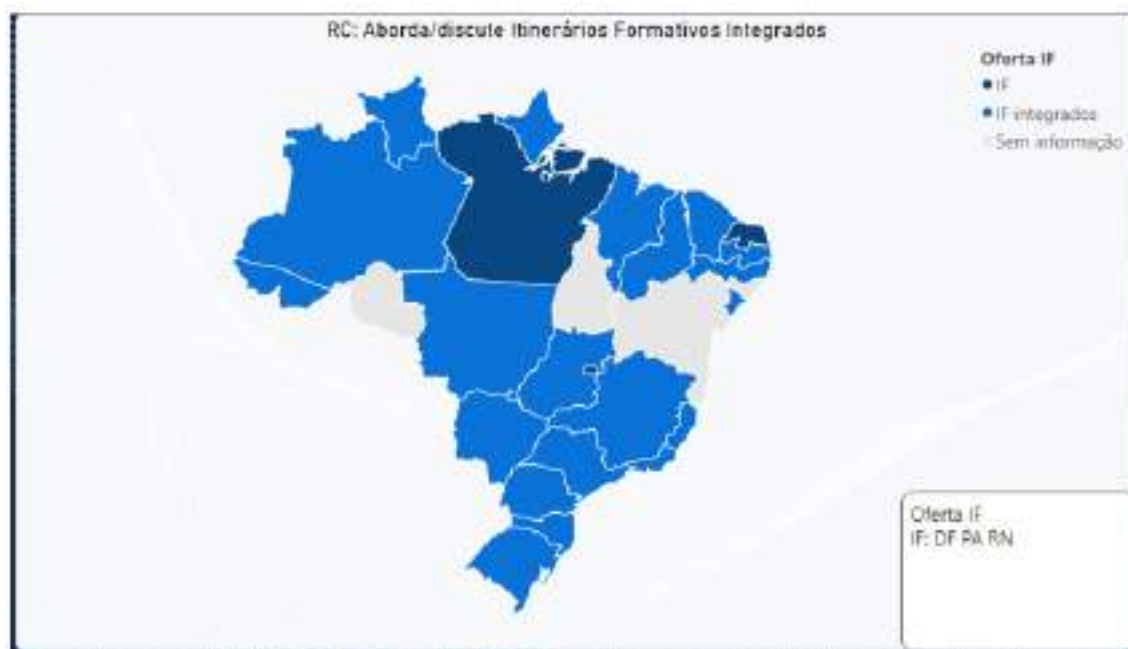 RC: Aborda/discute Itinerários Formativos Integrados
Oferta IF
IF
IF integrados
Sem informação
Oferta IF
IF: DF PA RN